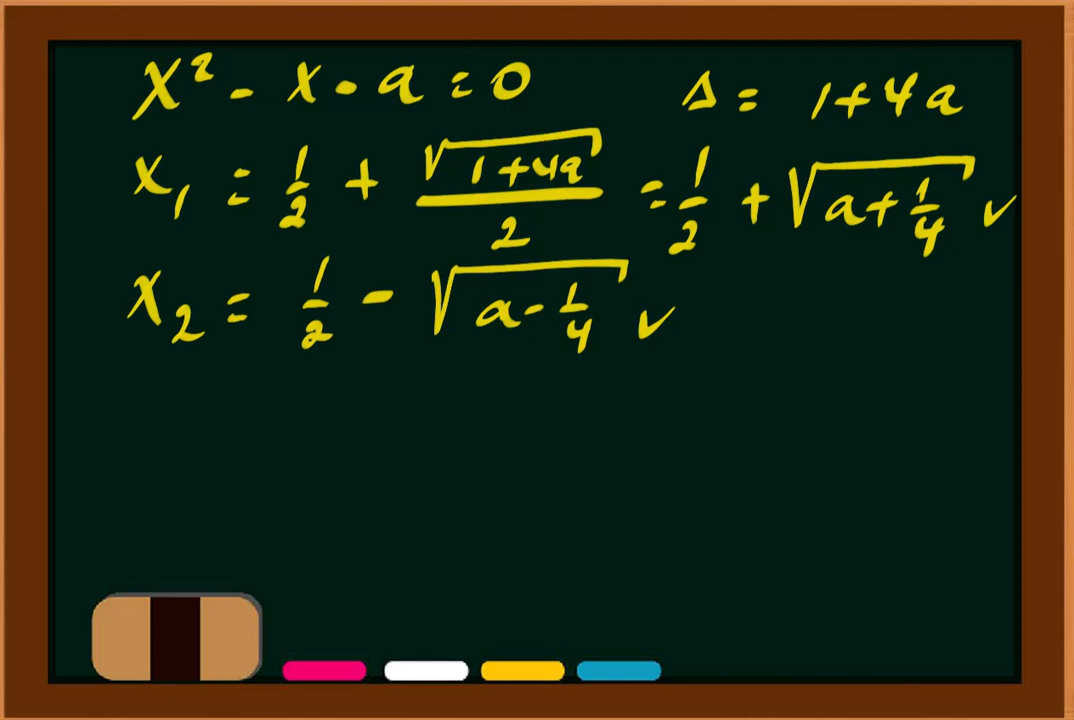 x² - x - a = 0 Δ = 1+4a
x₁ = 1/2 + √(1+4a)/2 = 1/2 + √(a+1/4) ✓
x₂ = 1/2 - √(a-1/4) ✓